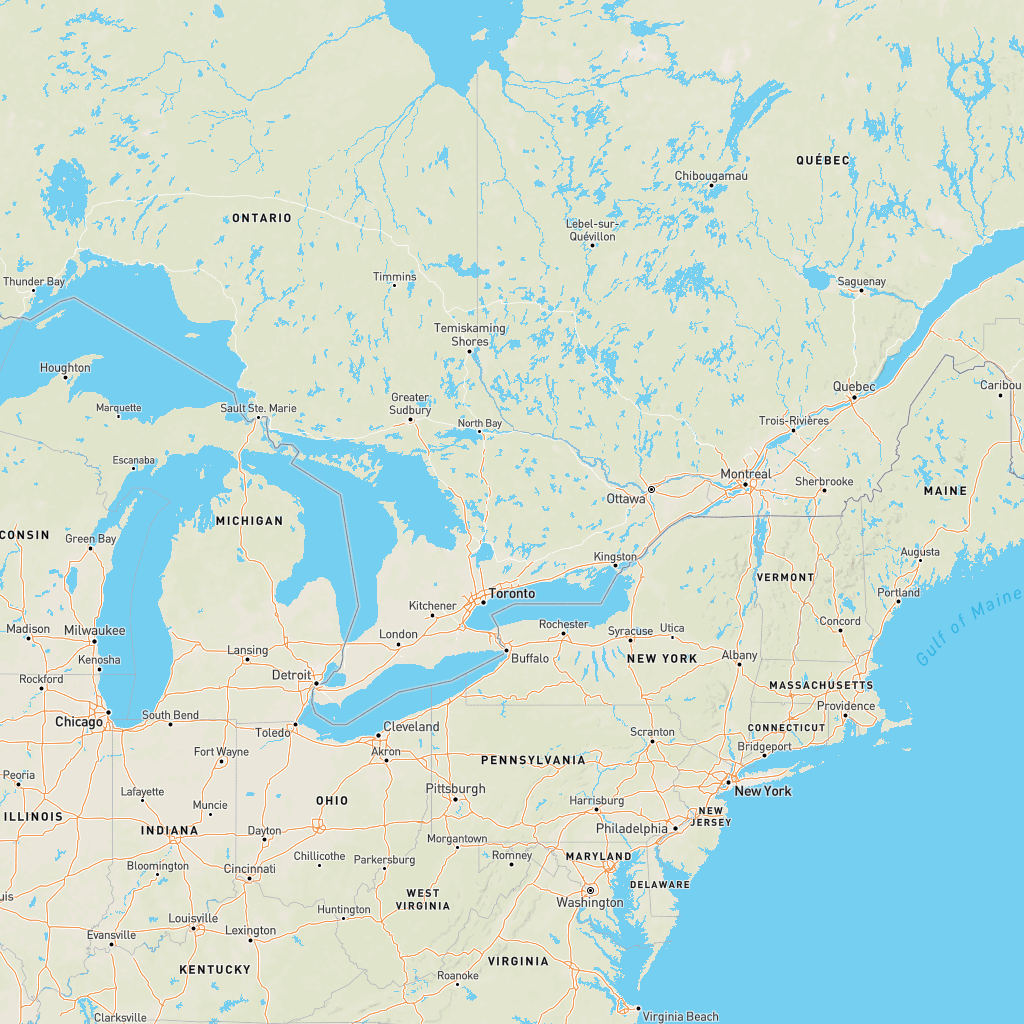 QUÉBEC
Chibougamau
ONTARIO
Lebel-sur-
Quévillon
Thunder Bay
Timmins
Saguenay
Temiskaming
Shores
Houghton
Quebec
Caribou
Marquette
Sault Ste. Marie
Greater
Sudbury
North Bay
Trois-Rivières
Escanaba
Montreal
Sherbrooke
Ottawa
MAINE
MICHIGAN
CONSIN
Green Bay
Augusta
Kingston
VERMONT
Portland
Toronto
Kitchener
Gulf of Maine
Madison
Milwaukee
London
Rochester
Syracuse
Utica
Concord
Lansing
Kenosha
Buffalo
NEW YORK
Albany
Rockford
Detroit
MASSACHUSETTS
Chicago
South Bend
Providence
Toledo
Cleveland
CONNECTICUT
Scranton
Bridgeport
Fort Wayne
Akron
PENNSYLVANIA
Peoria
Lafayette
Pittsburgh
New York
Muncie
OHIO
Harrisburg
NEW
JERSEY
ILLINOIS
INDIANA
Dayton
Philadelphia
Morgantown
Romney
MARYLAND
Bloomington
Cincinnati
Chillicothe
Parkersburg
DELAWARE
uis
WEST
VIRGINIA
Washington
Louisville
Huntington
Evansville
Lexington
KENTUCKY
VIRGINIA
Roanoke
Clarksville
Virginia Beach